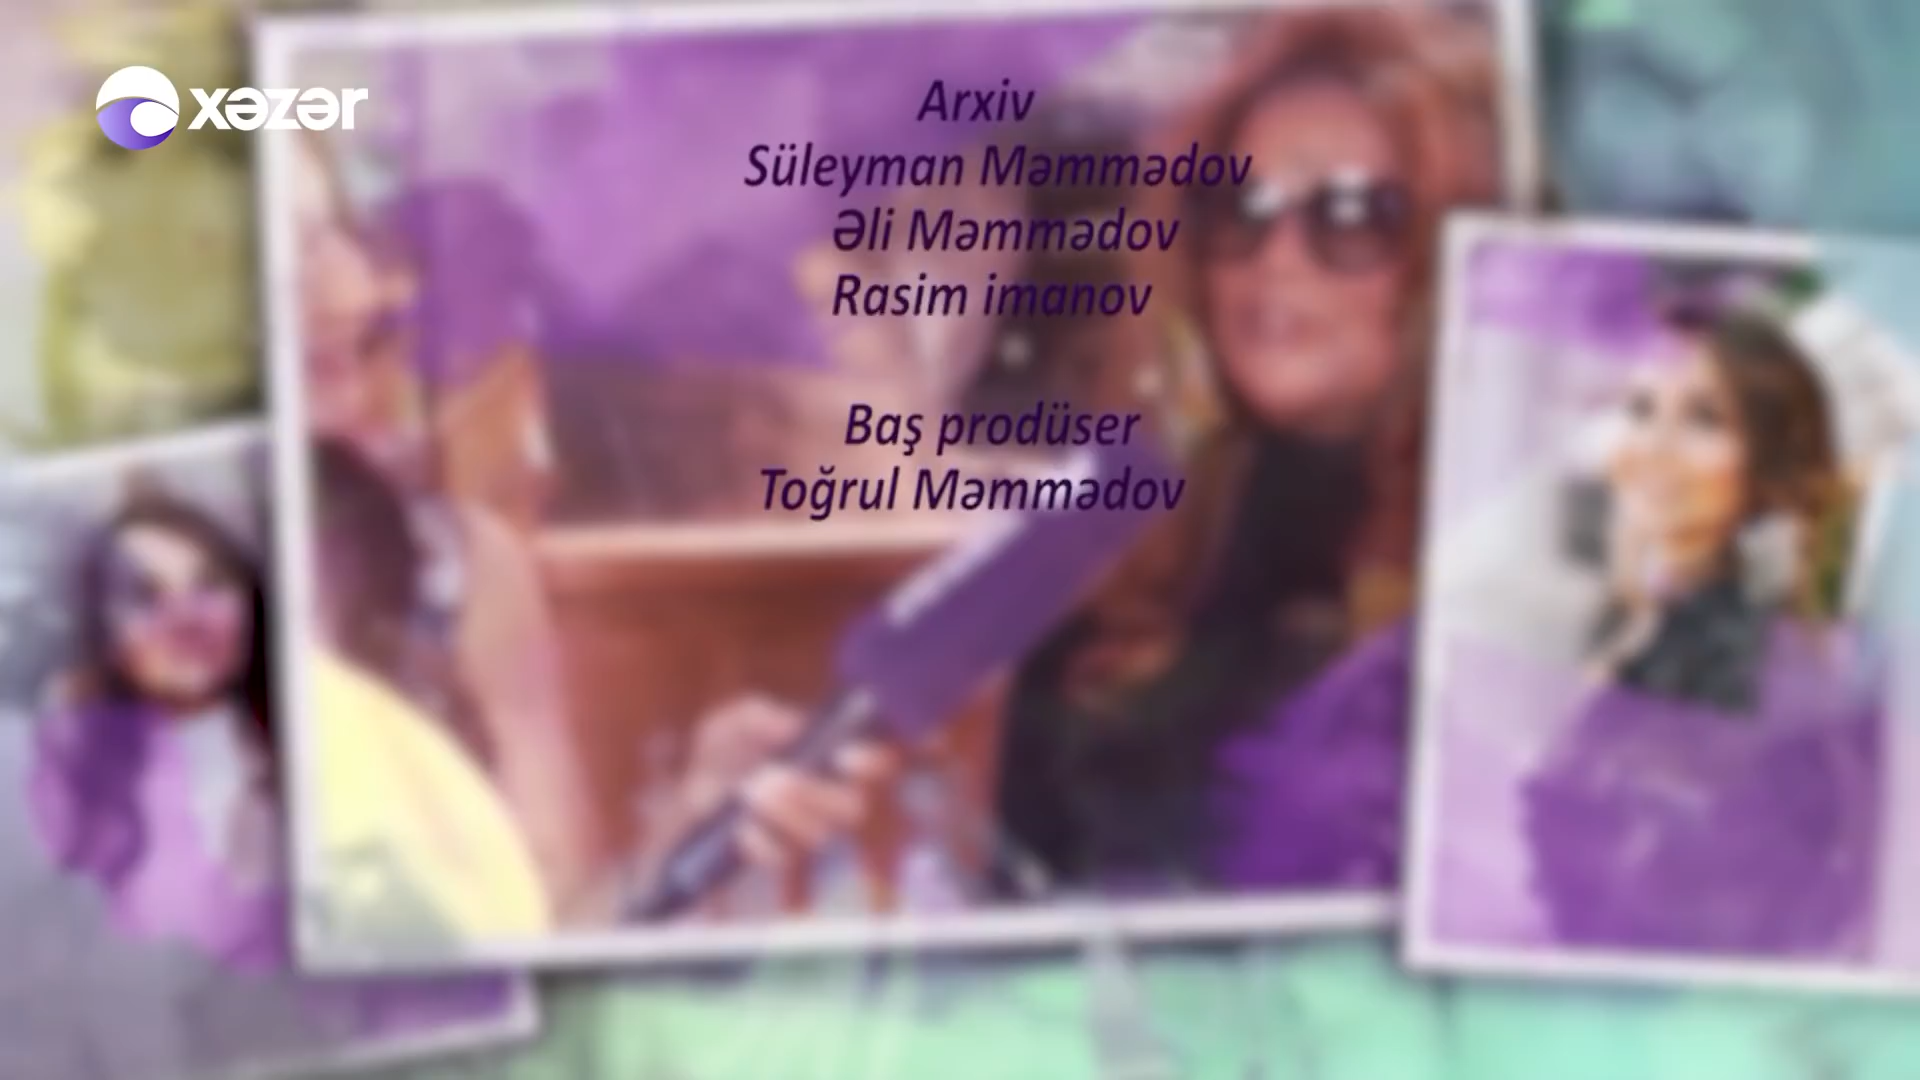 xəzər
Arxiv
Süleyman Məmmədov
Əli Məmmədov
Rasim imanov
Baş prodüser
Toğrul Məmmədov